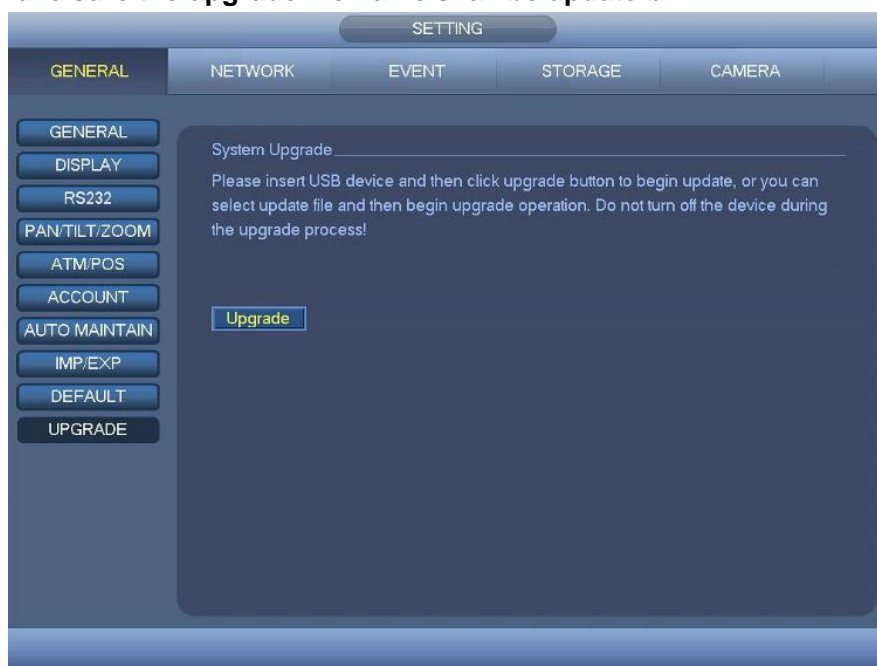 SETTING
GENERAL NETWORK EVENT STORAGE CAMERA
GENERAL
DISPLAY
RS232
PAN/TILT/ZOOM
ATM/POS
ACCOUNT
AUTO MAINTAIN
IMP/EXP
DEFAULT
UPGRADE
System Upgrade
Please insert USB device and then click upgrade button to begin update, or you can
select update file and then begin upgrade operation. Do not turn off the device during
the upgrade process!
Upgrade